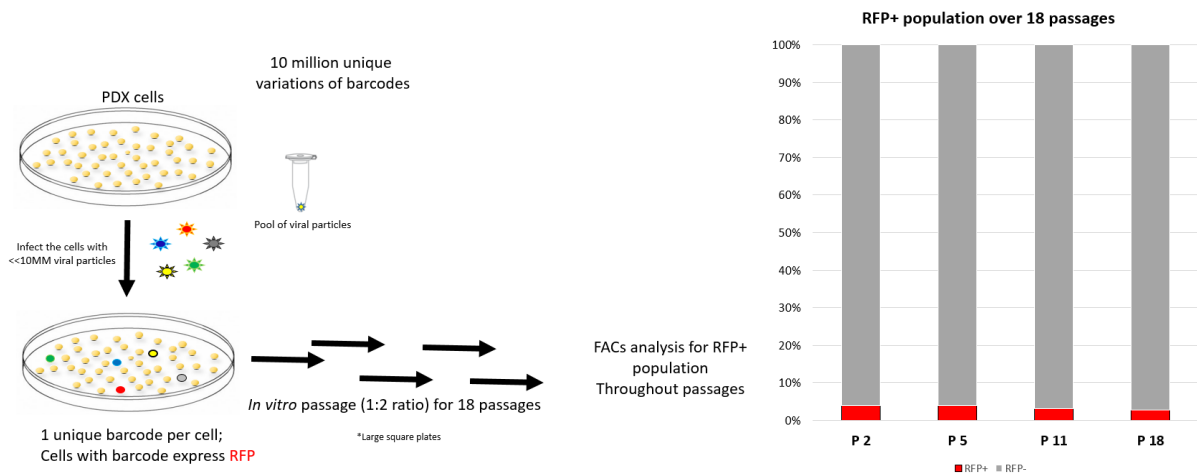 10 million unique
variations of barcodes
PDX cells
Pool of viral particles
Infect the cells with
<<10MM viral particles
In vitro passage (1:2 ratio) for 18 passages
*Large square plates
1 unique barcode per cell;
Cells with barcode express RFP
FACs analysis for RFP+
population
Throughout passages
RFP+ population over 18 passages
100%
90%
80%
70%
60%
50%
40%
30%
20%
10%
0%
P 2 P 5 P 11 P 18
RFP+ RFP-